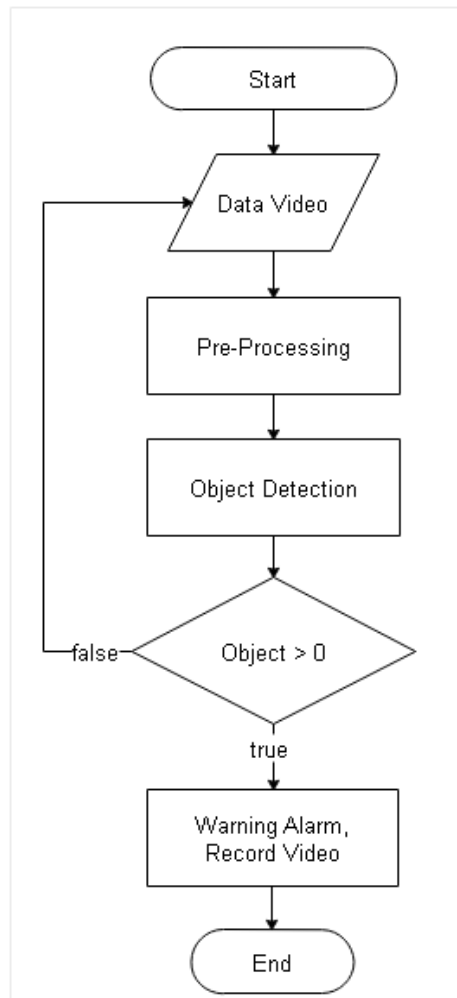 Start
Data Video
Pre-Processing
Object Detection
Object > 0
false
true
Warning Alarm,
Record Video
End